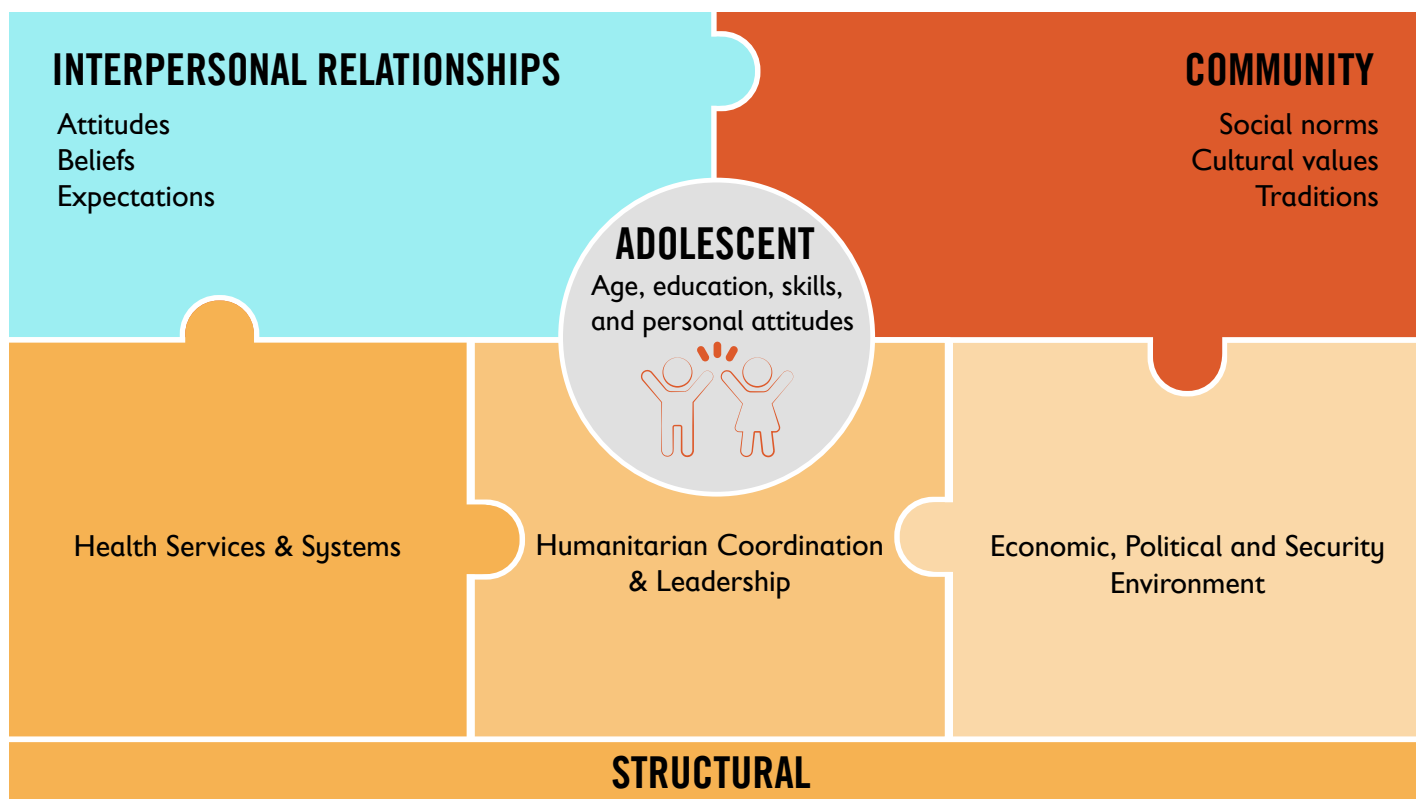 INTERPERSONAL RELATIONSHIPS
Attitudes
Beliefs
Expectations
COMMUNITY
Social norms
Cultural values
Traditions
ADOLESCENT
Age, education, skills,
and personal attitudes
Health Services & Systems
Humanitarian Coordination
& Leadership
Economic, Political and Security
Environment
STRUCTURAL